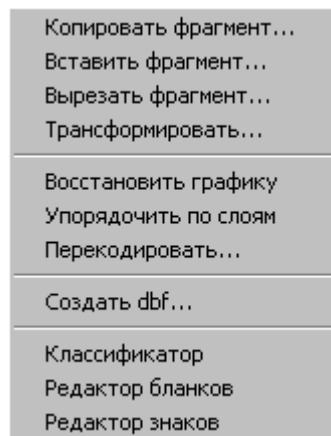 Копировать фрагмент...
Вставить фрагмент...
Вырезать фрагмент...
Трансформировать...
Восстановить графику
Упорядочить по слоям
Перекодировать...
Создать dbf...
Классификатор
Редактор бланков
Редактор знаков